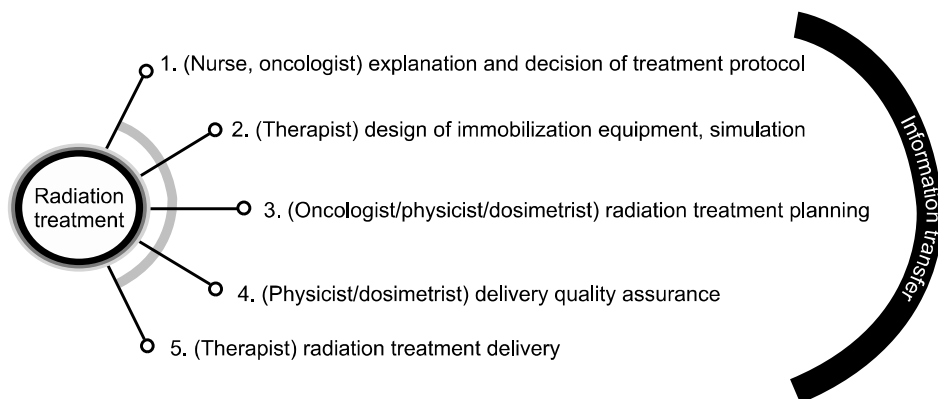 1. (Nurse, oncologist) explanation and decision of treatment protocol
2. (Therapist) design of immobilization equipment, simulation
Radiation
treatment
3. (Oncologist/physicist/dosimetrist) radiation treatment planning
4. (Physicist/dosimetrist) delivery quality assurance
5. (Therapist) radiation treatment delivery
Information transfer